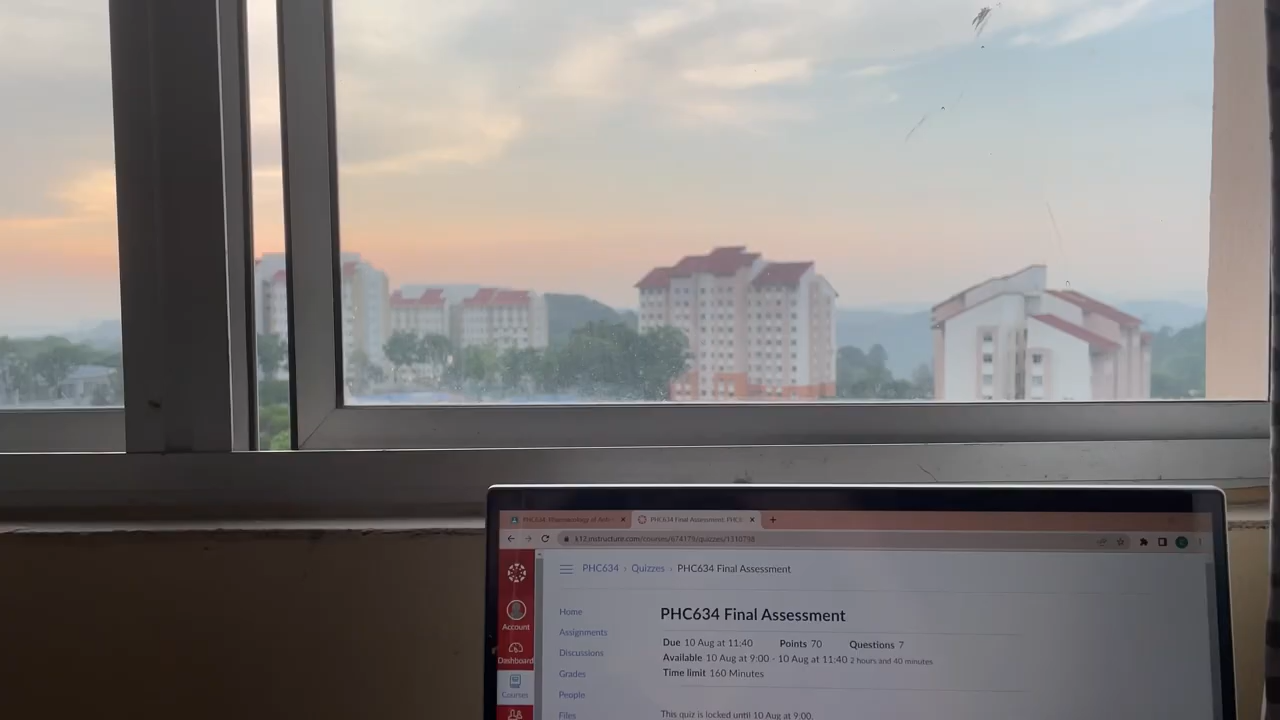 PHC634 Final Assessment
k12.instructure.com/courses/674179/quizzes/1310798
PHC634 › Quizzes › PHC634 Final Assessment
Account
Dashboard
Courses
Home
Assignments
Discussions
Grades
People
Files
PHC634 Final Assessment
Due 10 Aug at 11:40 Points 70 Questions 7
Available 10 Aug at 9:00 - 10 Aug at 11:40 2 hours and 40 minutes
Time limit 160 Minutes
This quiz is locked until 10 Aug at 9:00.